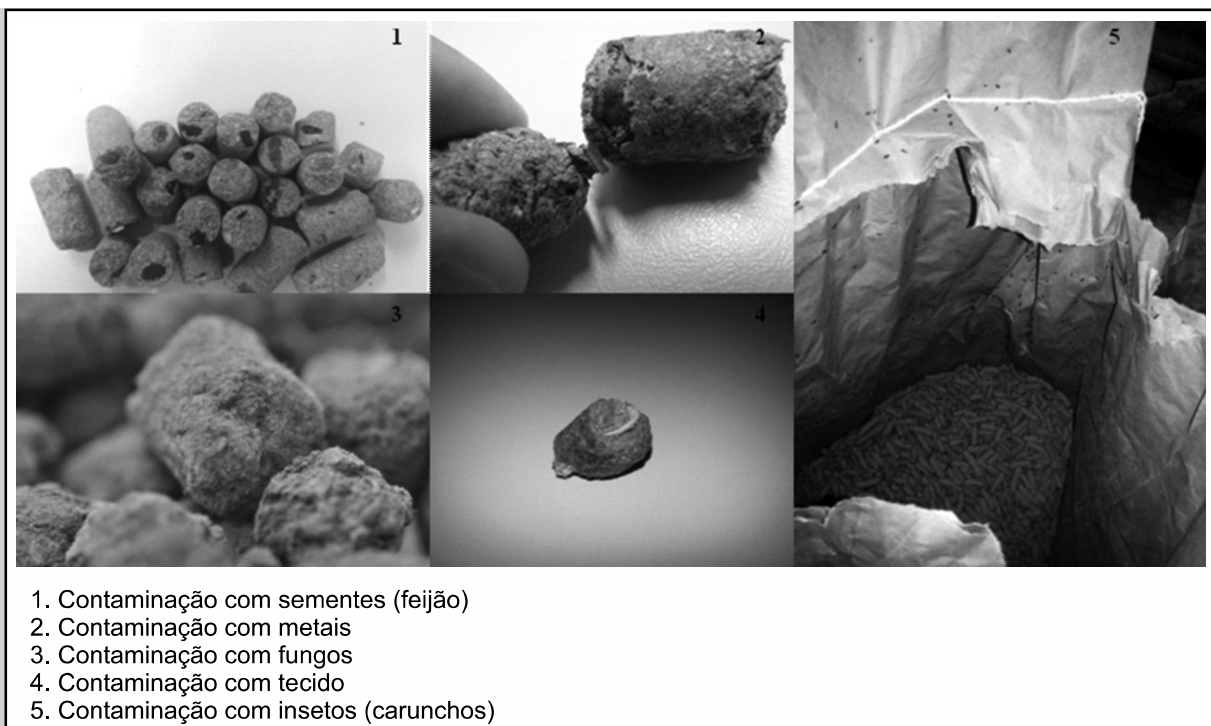 1
2
5
3
4
1. Contaminação com sementes (feijão)
2. Contaminação com metais
3. Contaminação com fungos
4. Contaminação com tecido
5. Contaminação com insetos (carunchos)